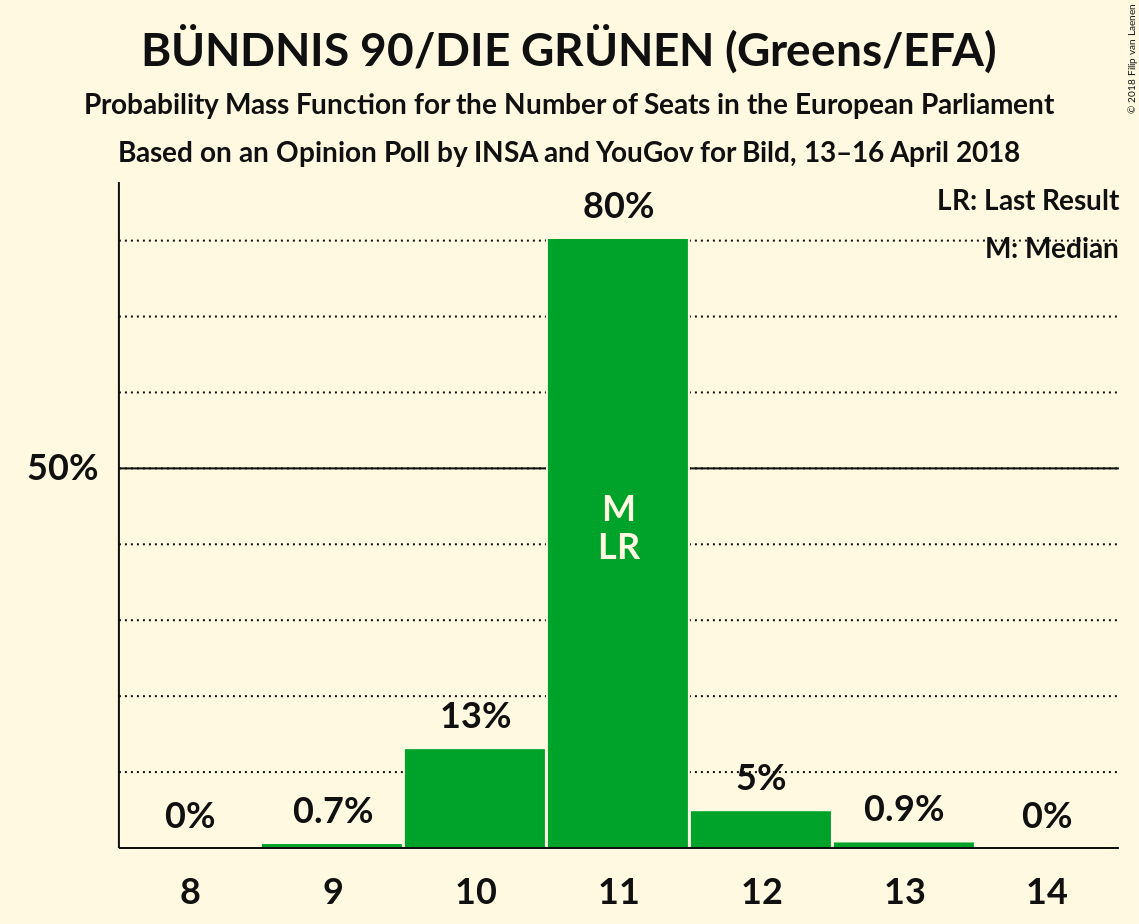 BÜNDNIS 90/DIE GRÜNEN (Greens/EFA)
Probability Mass Function for the Number of Seats in the European Parliament
Based on an Opinion Poll by INSA and YouGov for Bild, 13–16 April 2018
© 2018 Filip van Laenen
LR: Last Result
M: Median
50%
0%
0.7%
13%
80%
M
LR
5%
0.9%
0%
8 9 10 11 12 13 14